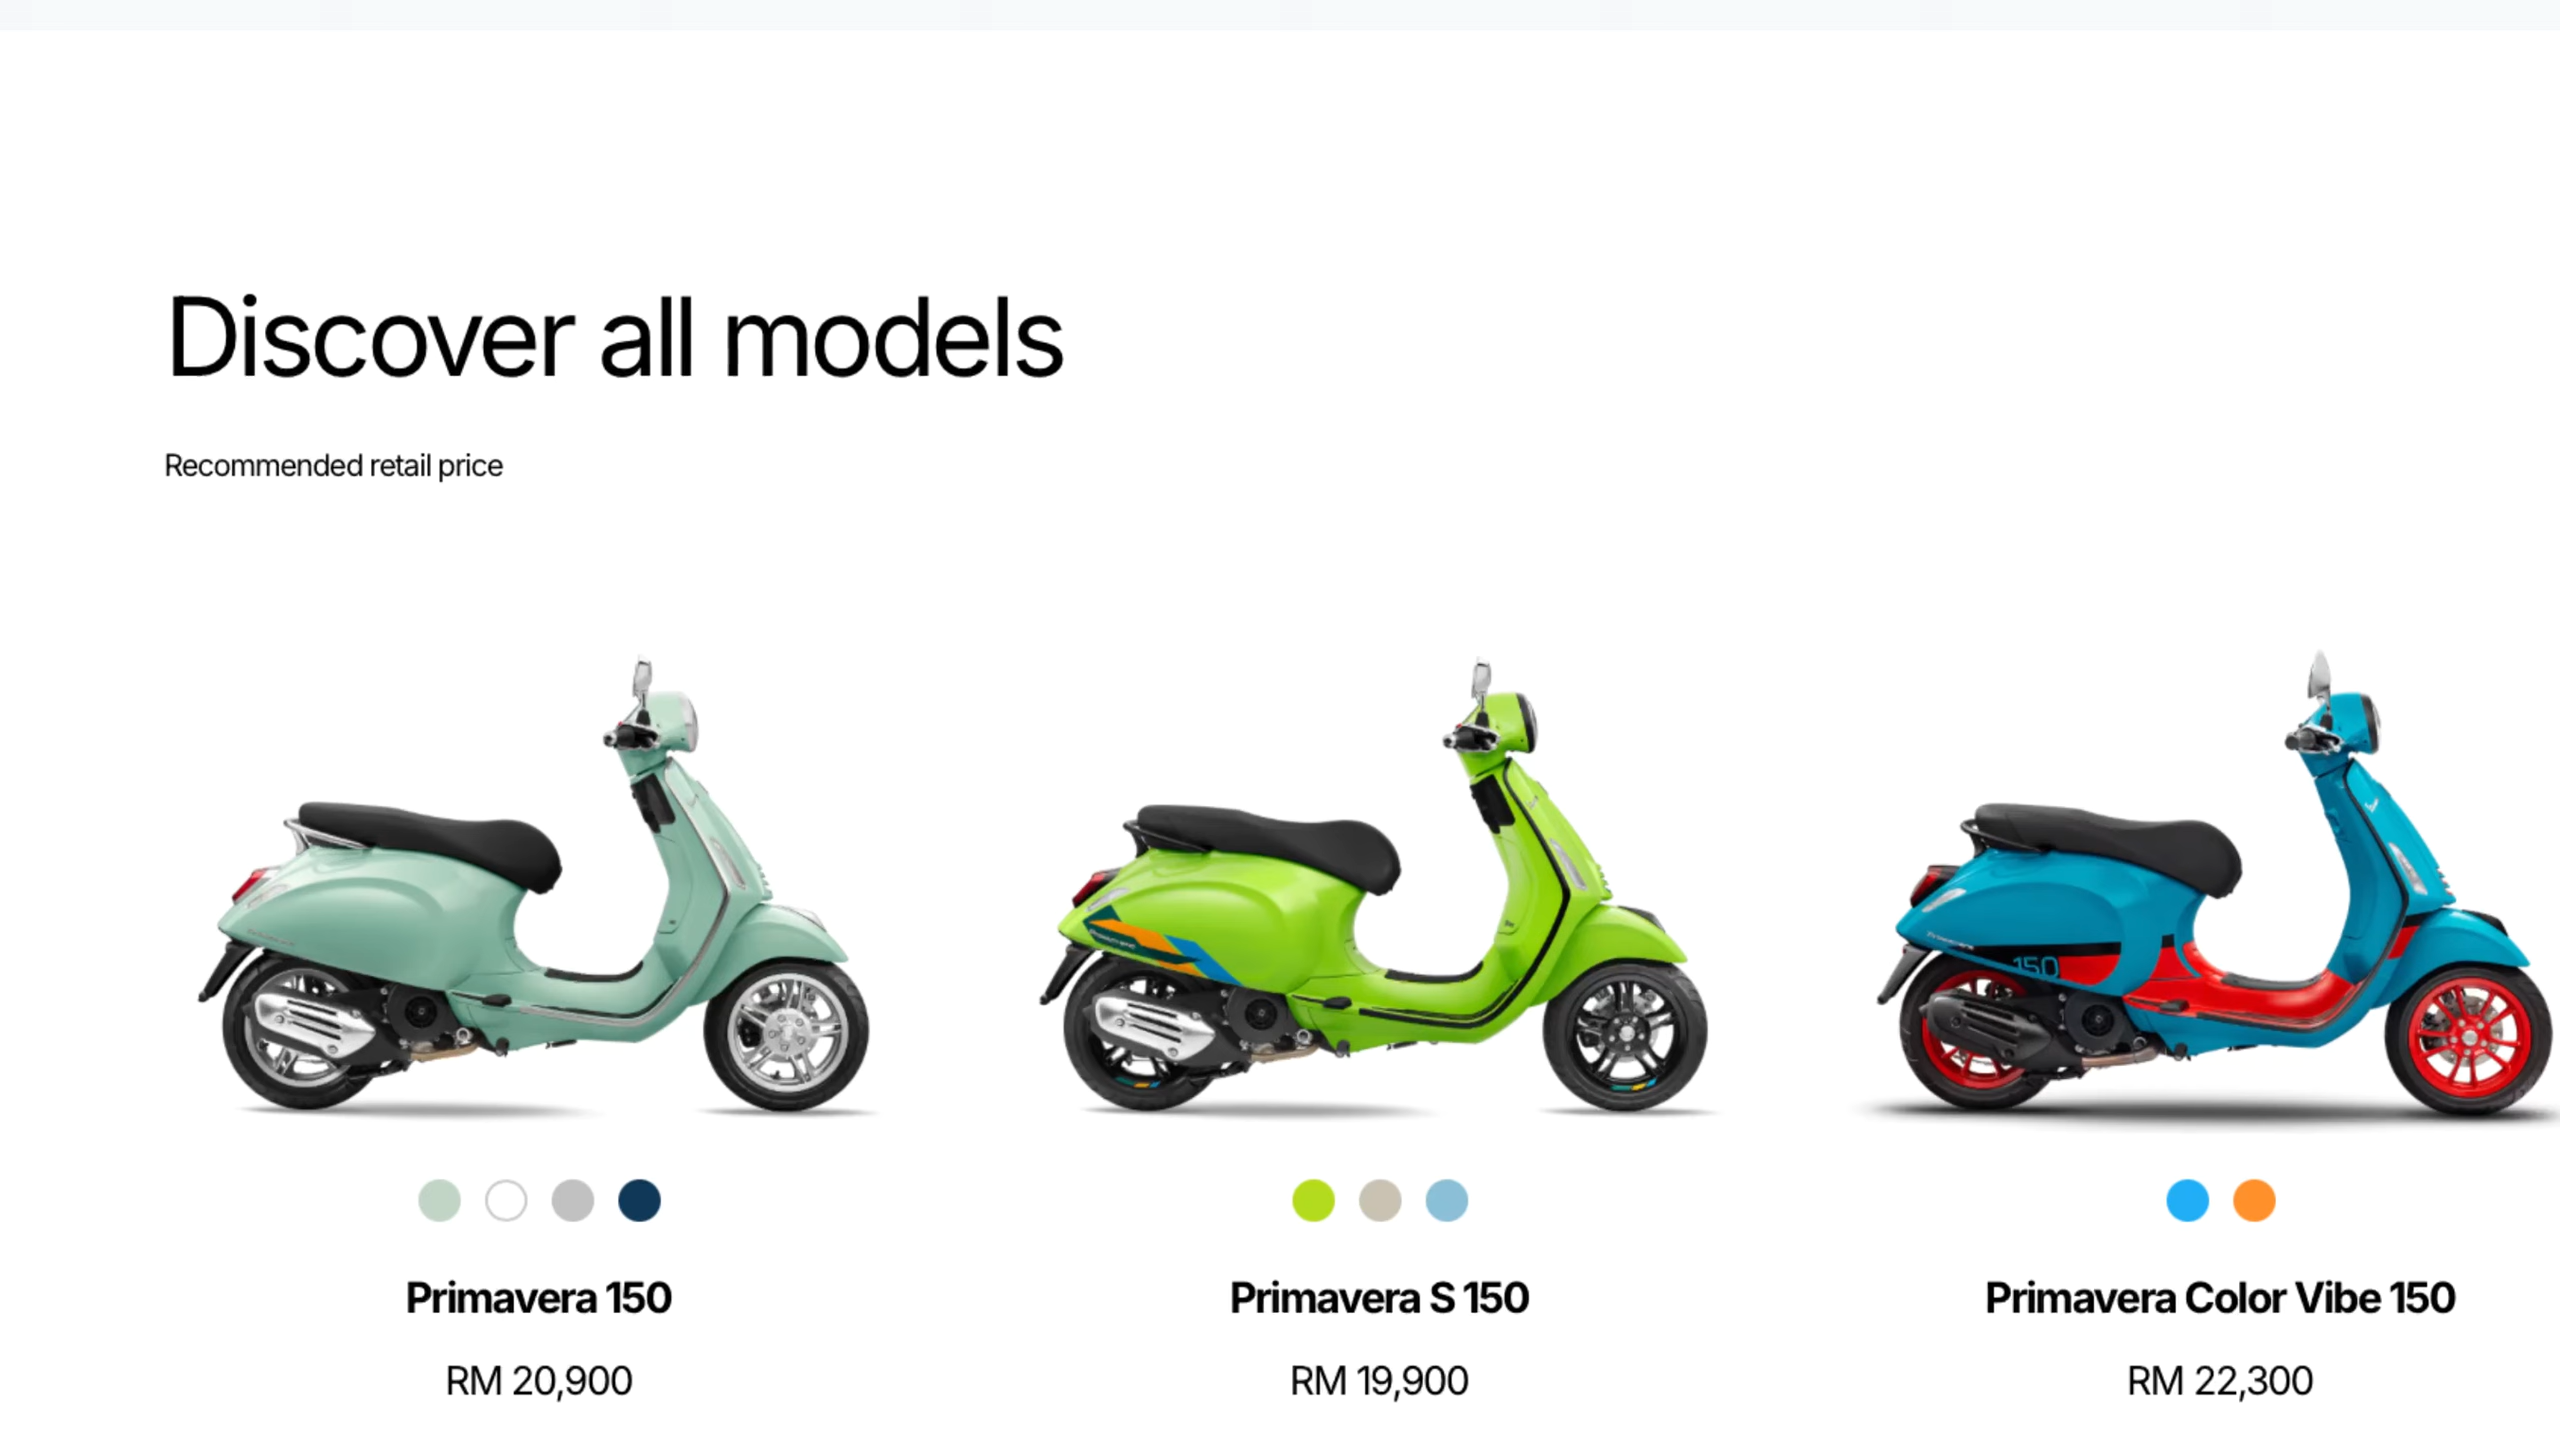 Discover all models
Recommended retail price
150
Primavera 150
Primavera S 150
Primavera Color Vibe 150
RM 20,900
RM 19,900
RM 22,300